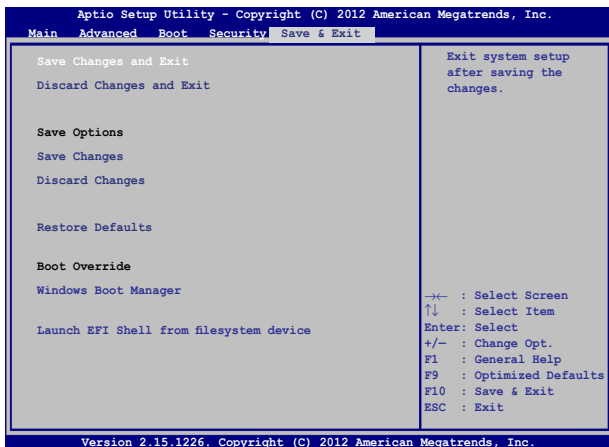 Aptio Setup Utility - Copyright (C) 2012 American Megatrends, Inc.
Main Advanced Boot Security Save & Exit
Save Changes and Exit
Discard Changes and Exit
Save Options
Save Changes
Discard Changes
Restore Defaults
Boot Override
Windows Boot Manager
Launch EFI Shell from filesystem device
Exit system setup
after saving the
changes.
→← : Select Screen
↑↓ : Select Item
Enter: Select
+/— : Change Opt.
F1 : General Help
F9 : Optimized Defaults
F10 : Save & Exit
ESC : Exit
Version 2.15.1226. Copyright (C) 2012 American Megatrends, Inc.